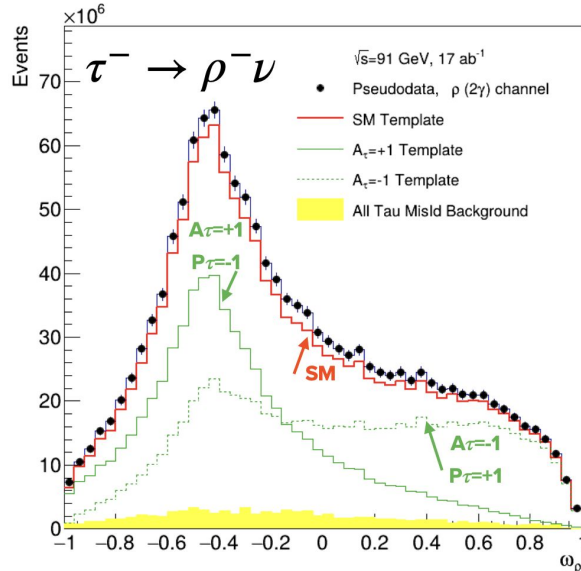 ×10⁶
Events
τ⁻ → ρ⁻ν
√s=91 GeV, 17 ab⁻¹
Pseudodata, ρ (2γ) channel
SM Template
A_τ=+1 Template
A_τ=-1 Template
All Tau MisId Background
Aτ=+1
Pτ=-1
SM
Aτ=-1
Pτ=+1
70
60
50
40
30
20
10
0
−1 −0.8 −0.6 −0.4 −0.2 0 0.2 0.4 0.6 0.8 1
ω_ρ